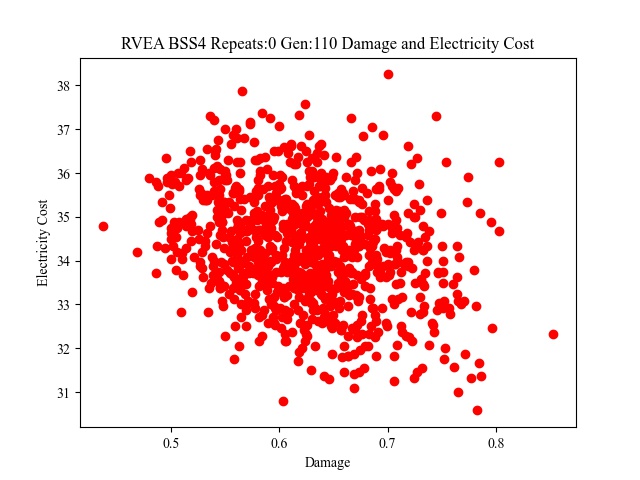 RVEA BSS4 Repeats:0 Gen:110 Damage and Electricity Cost
38
37
36
35
34
33
32
31
Electricity Cost
0.5 0.6 0.7 0.8
Damage